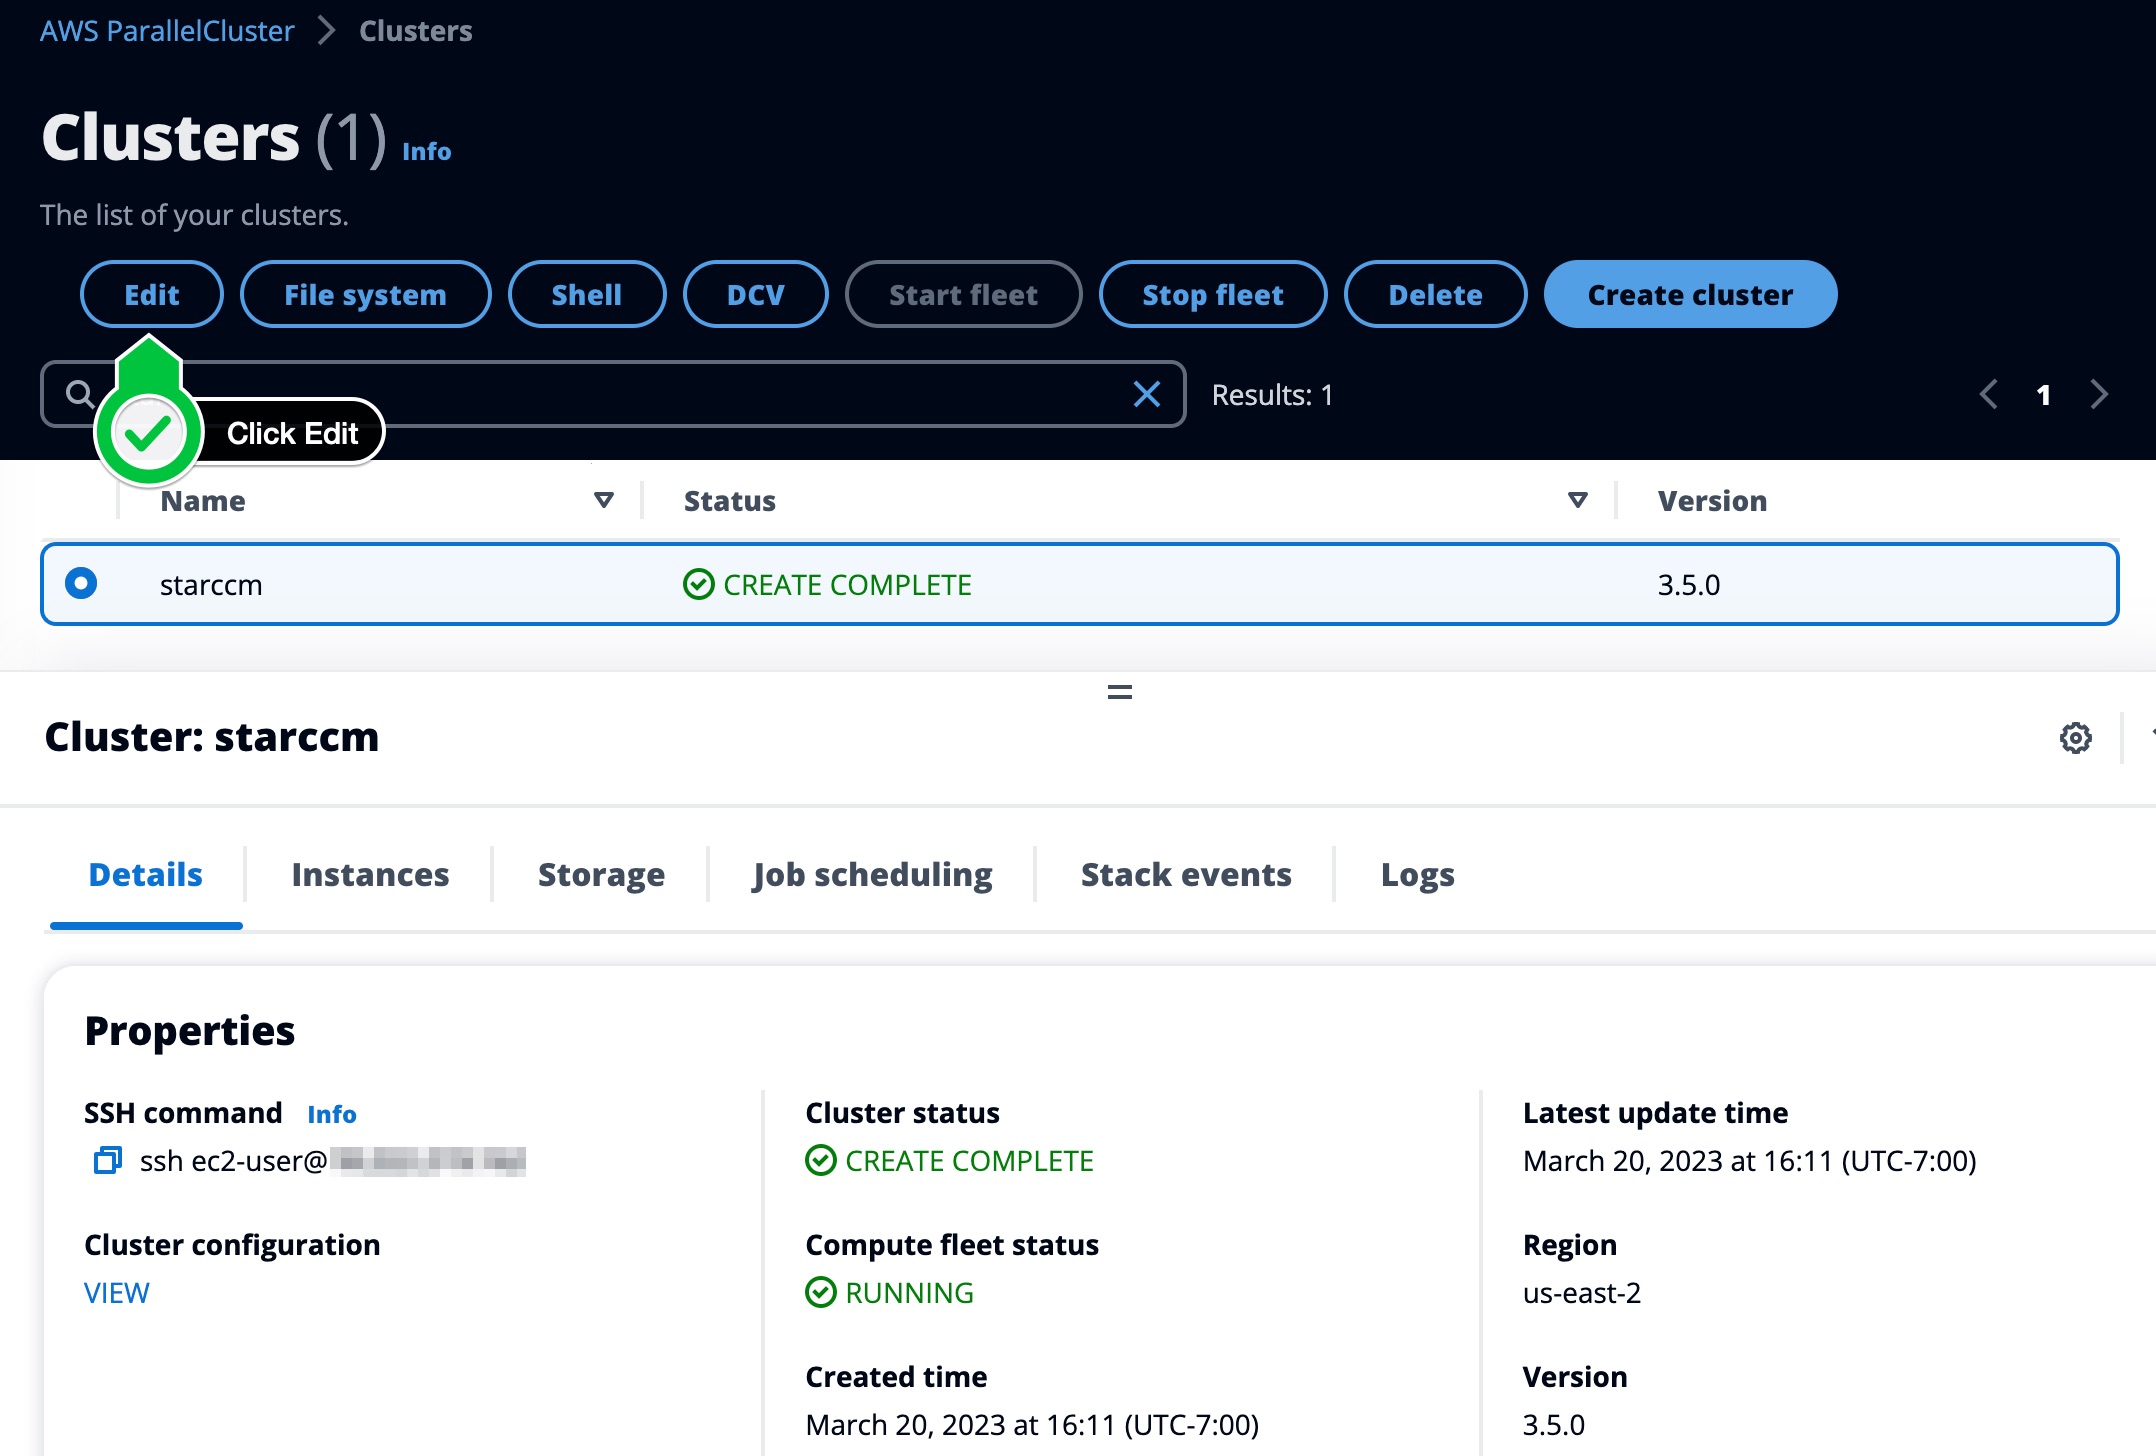 AWS ParallelCluster > Clusters
Clusters (1) Info
The list of your clusters.
Edit File system Shell DCV Start fleet Stop fleet Delete Create cluster
Results: 1 1
Click Edit
Name Status Version
starccm CREATE COMPLETE 3.5.0
Cluster: starccm
Details Instances Storage Job scheduling Stack events Logs
Properties
SSH command Info
ssh ec2-user@
Cluster configuration
VIEW
Cluster status
CREATE COMPLETE
Compute fleet status
RUNNING
Created time
March 20, 2023 at 16:11 (UTC-7:00)
Latest update time
March 20, 2023 at 16:11 (UTC-7:00)
Region
us-east-2
Version
3.5.0